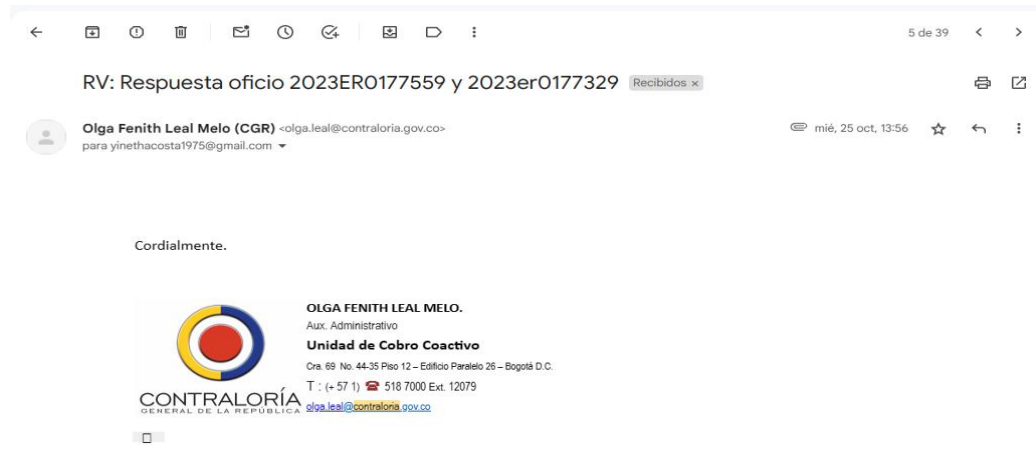 5 de 39
RV: Respuesta oficio 2023ER0177559 y 2023er0177329 Recibidos x
Olga Fenith Leal Melo (CGR) <olga.leal@contraloria.gov.co> mié, 25 oct, 13:56
para yinethacosta1975@gmail.com
Cordialmente.
OLGA FENITH LEAL MELO.
Aux. Administrativo
Unidad de Cobro Coactivo
Cra. 69 No. 44-35 Piso 12 – Edificio Paralelo 26 – Bogotá D.C.
T : (+ 57 1) ☎ 518 7000 Ext. 12079
olga.leal@contraloria.gov.co
CONTRALORÍA
GENERAL DE LA REPÚBLICA